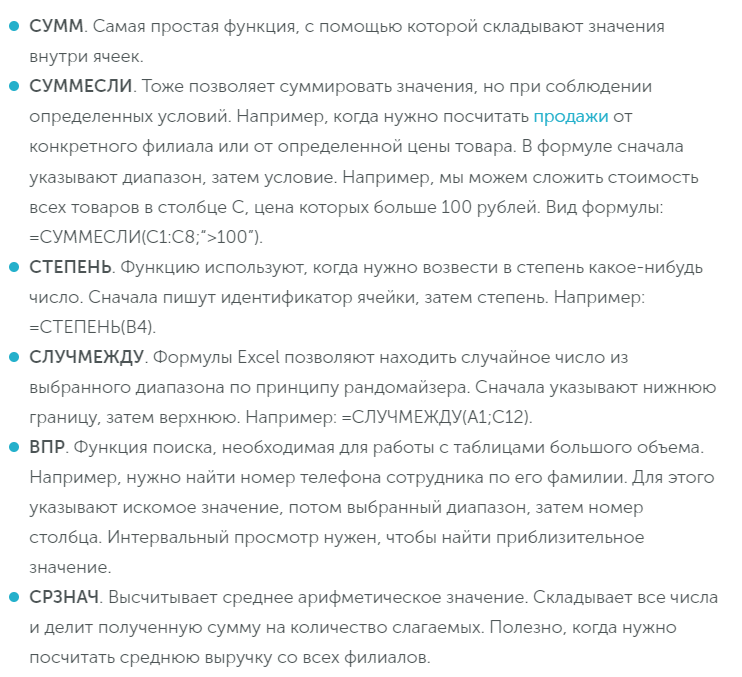 СУММ. Самая простая функция, с помощью которой складывают значения
внутри ячеек.
СУММЕСЛИ. Тоже позволяет суммировать значения, но при соблюдении
определенных условий. Например, когда нужно посчитать продажи от
конкретного филиала или от определенной цены товара. В формуле сначала
указывают диапазон, затем условие. Например, мы можем сложить стоимость
всех товаров в столбце С, цена которых больше 100 рублей. Вид формулы:
=СУММЕСЛИ(С1:С8;“>100”).
СТЕПЕНЬ. Функцию используют, когда нужно возвести в степень какое-нибудь
число. Сначала пишут идентификатор ячейки, затем степень. Например:
=СТЕПЕНЬ(В4).
СЛУЧМЕЖДУ. Формулы Excel позволяют находить случайное число из
выбранного диапазона по принципу рандомайзера. Сначала указывают нижнюю
границу, затем верхнюю. Например: =СЛУЧМЕЖДУ(А1;С12).
ВПР. Функция поиска, необходимая для работы с таблицами большого объема.
Например, нужно найти номер телефона сотрудника по его фамилии. Для этого
указывают искомое значение, потом выбранный диапазон, затем номер
столбца. Интервальный просмотр нужен, чтобы найти приблизительное
значение.
СРЗНАЧ. Высчитывает среднее арифметическое значение. Складывает все числа
и делит полученную сумму на количество слагаемых. Полезно, когда нужно
посчитать среднюю выручку со всех филиалов.